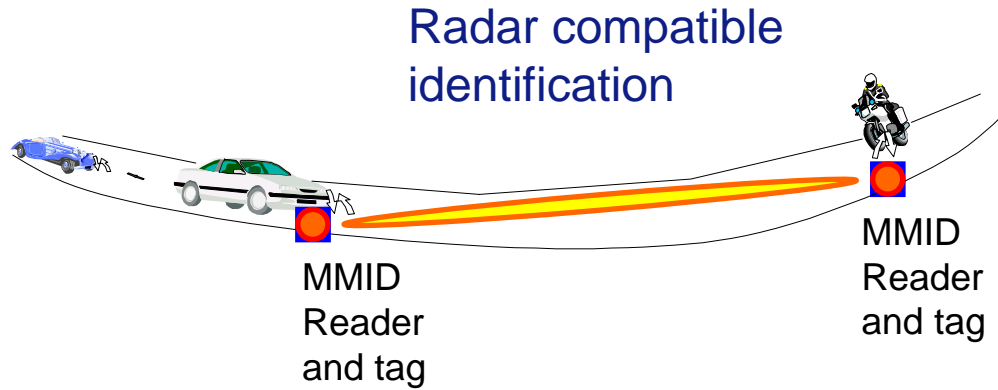 Radar compatible
identification
MMID
Reader
and tag
MMID
Reader
and tag